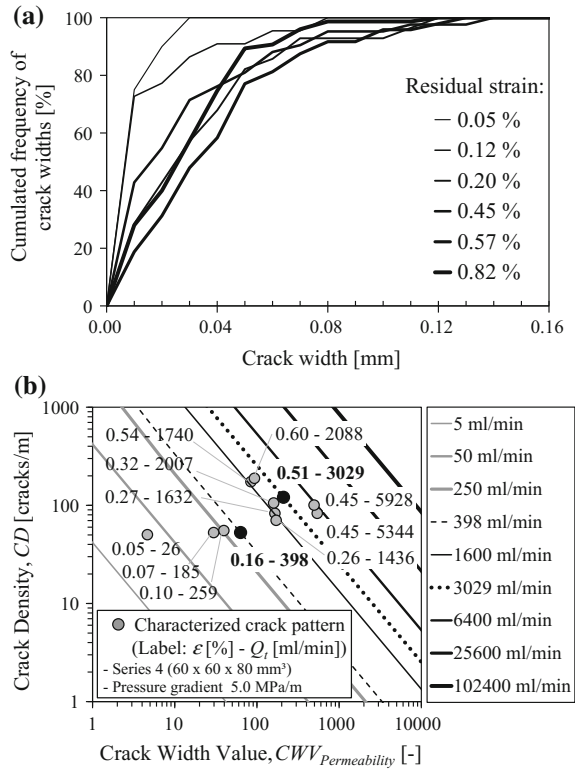 (a)
Cumulated frequency of
crack widths [%]
100
80
60
40
20
0
0.00
0.04
0.08
0.12
0.16
Crack width [mm]
Residual strain:
0.05 %
0.12 %
0.20 %
0.45 %
0.57 %
0.82 %
(b)
Crack Density, CD [cracks/m]
1000
100
10
1
1
10
100
1000
10000
Crack Width Value, CWV_Permeability [-]
0.54 - 1740
0.60 - 2088
0.32 - 2007
0.51 - 3029
0.27 - 1632
0.45 - 5928
0.45 - 5344
0.05 - 26
0.26 - 1436
0.07 - 185
0.16 - 398
0.10 - 259
Characterized crack pattern
(Label: ε [%] - Q_t [ml/min])
- Series 4 (60 x 60 x 80 mm³)
- Pressure gradient 5.0 MPa/m
5 ml/min
50 ml/min
250 ml/min
398 ml/min
1600 ml/min
3029 ml/min
6400 ml/min
25600 ml/min
102400 ml/min